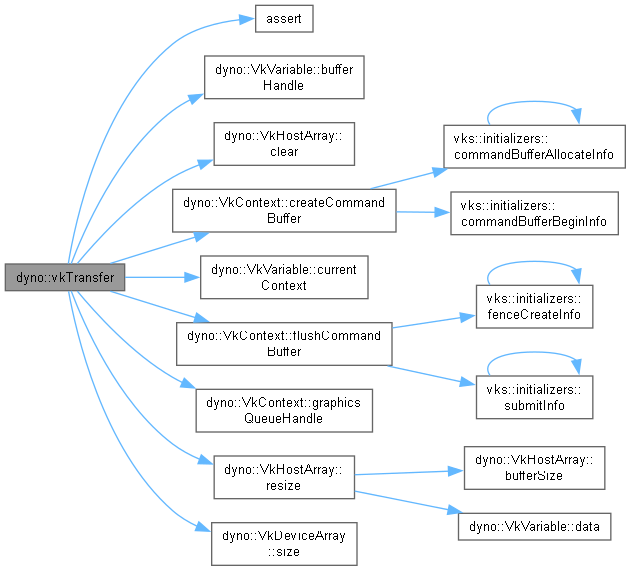 assert
dyno::VkVariable::buffer
Handle
dyno::VkHostArray::
clear
vks::initializers::
commandBufferAllocateInfo
dyno::VkContext::createCommand
Buffer
vks::initializers::
commandBufferBeginInfo
dyno::vkTransfer
dyno::VkVariable::current
Context
vks::initializers::
fenceCreateInfo
dyno::VkContext::flushCommand
Buffer
vks::initializers::
submitInfo
dyno::VkContext::graphics
QueueHandle
dyno::VkHostArray::
resize
dyno::VkHostArray::
bufferSize
dyno::VkVariable::data
dyno::VkDeviceArray
::size